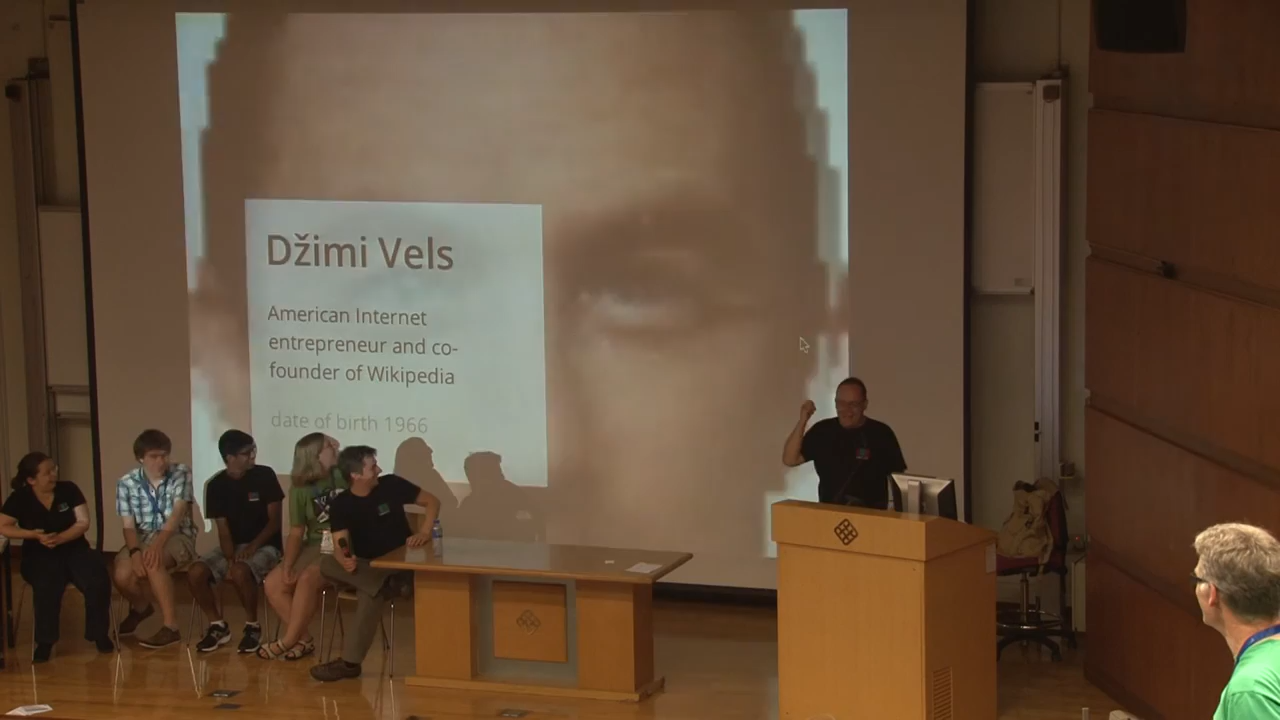 Džimi Vels
American Internet
entrepreneur and co-
founder of Wikipedia
date of birth 1966